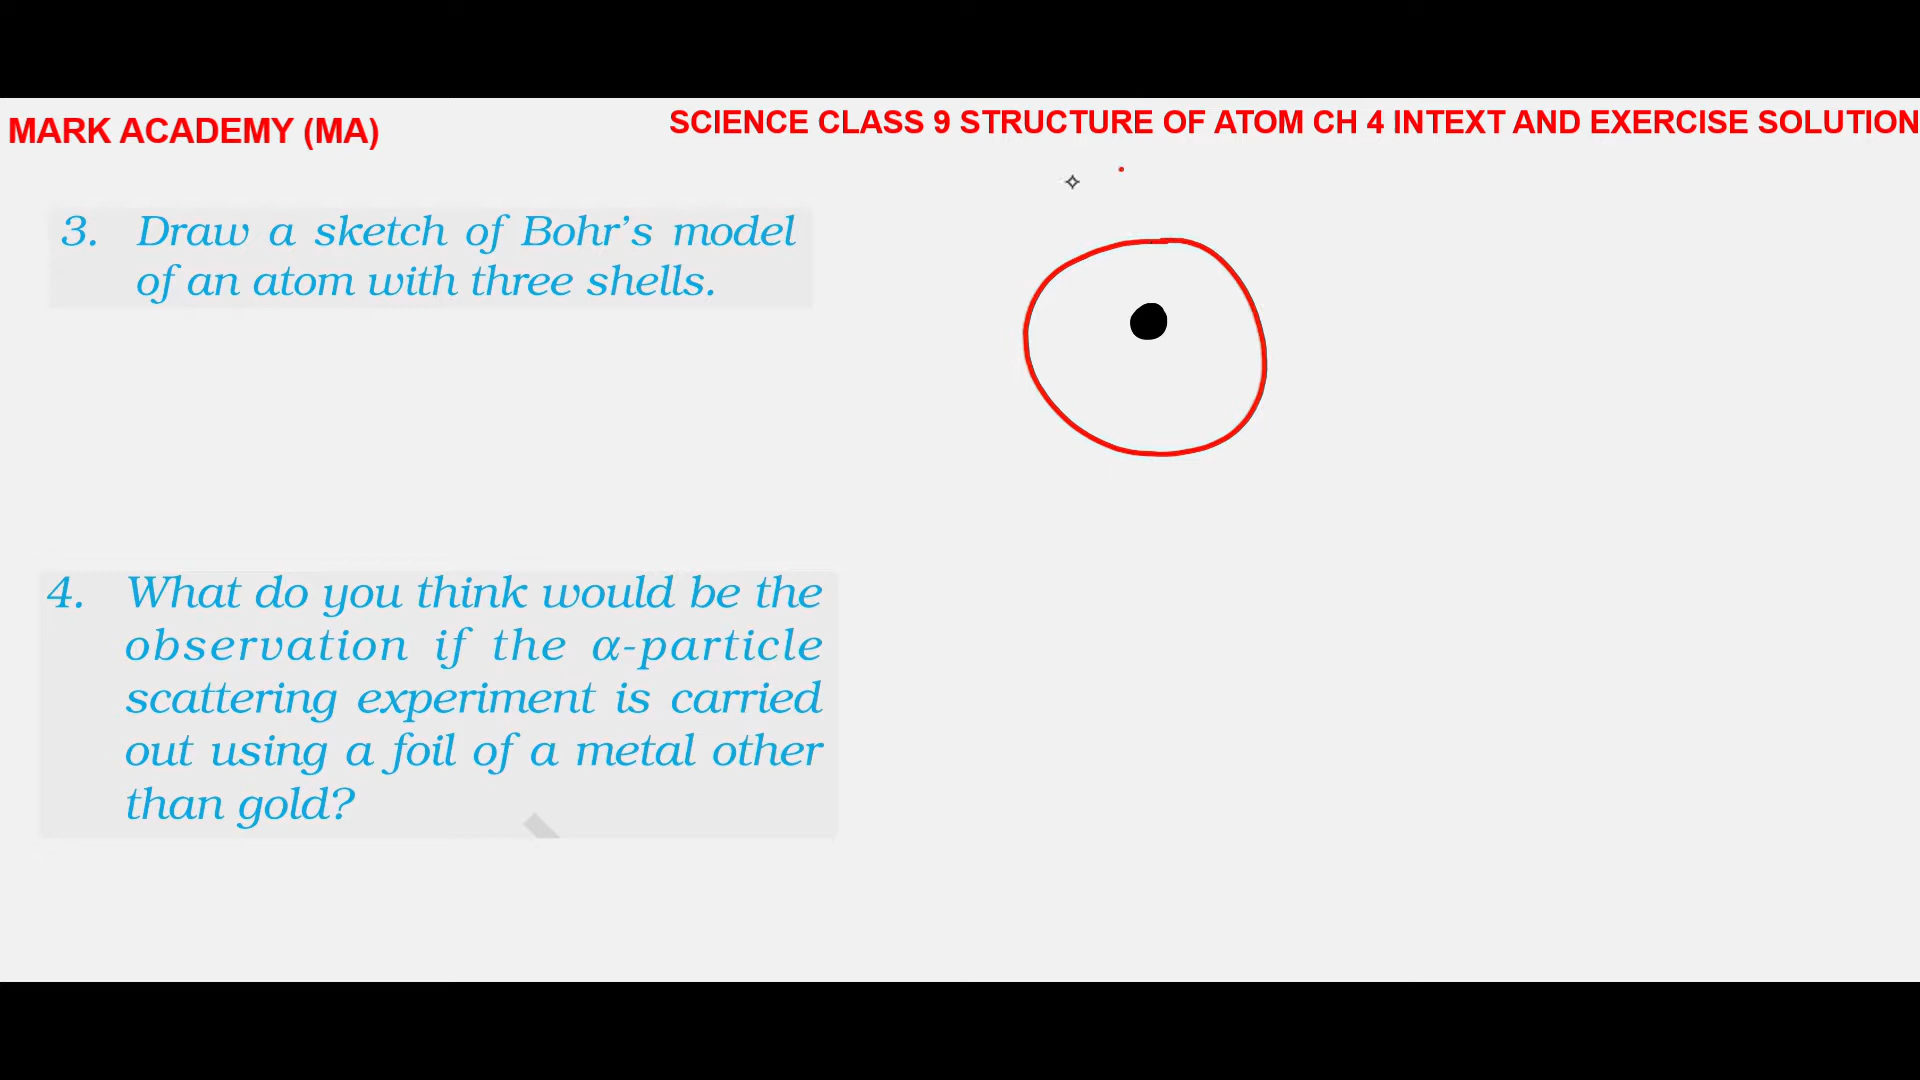 MARK ACADEMY (MA)
SCIENCE CLASS 9 STRUCTURE OF ATOM CH 4 INTEXT AND EXERCISE SOLUTION
3. Draw a sketch of Bohr's model
of an atom with three shells.
4. What do you think would be the
observation if the α-particle
scattering experiment is carried
out using a foil of a metal other
than gold?